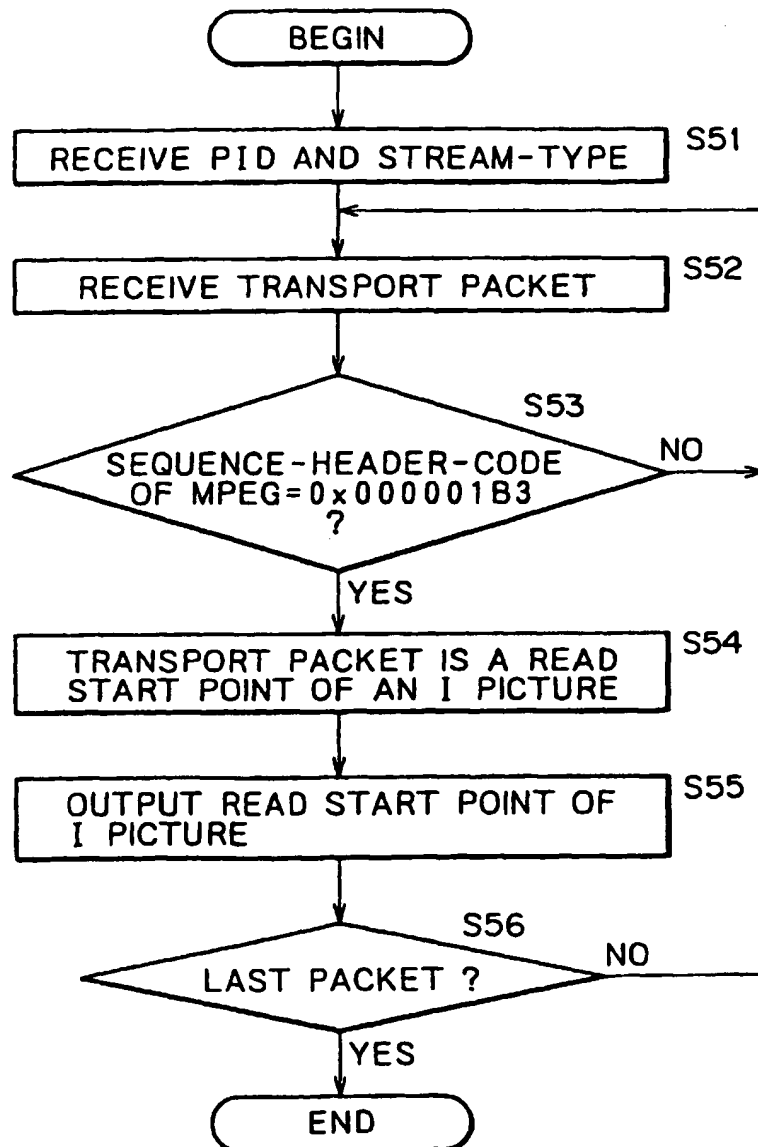 BEGIN
S51
RECEIVE PID AND STREAM-TYPE
S52
RECEIVE TRANSPORT PACKET
S53
SEQUENCE-HEADER-CODE
OF MPEG=0x000001B3
?
NO
YES
S54
TRANSPORT PACKET IS A READ
START POINT OF AN I PICTURE
S55
OUTPUT READ START POINT OF
I PICTURE
S56
LAST PACKET ?
NO
YES
END